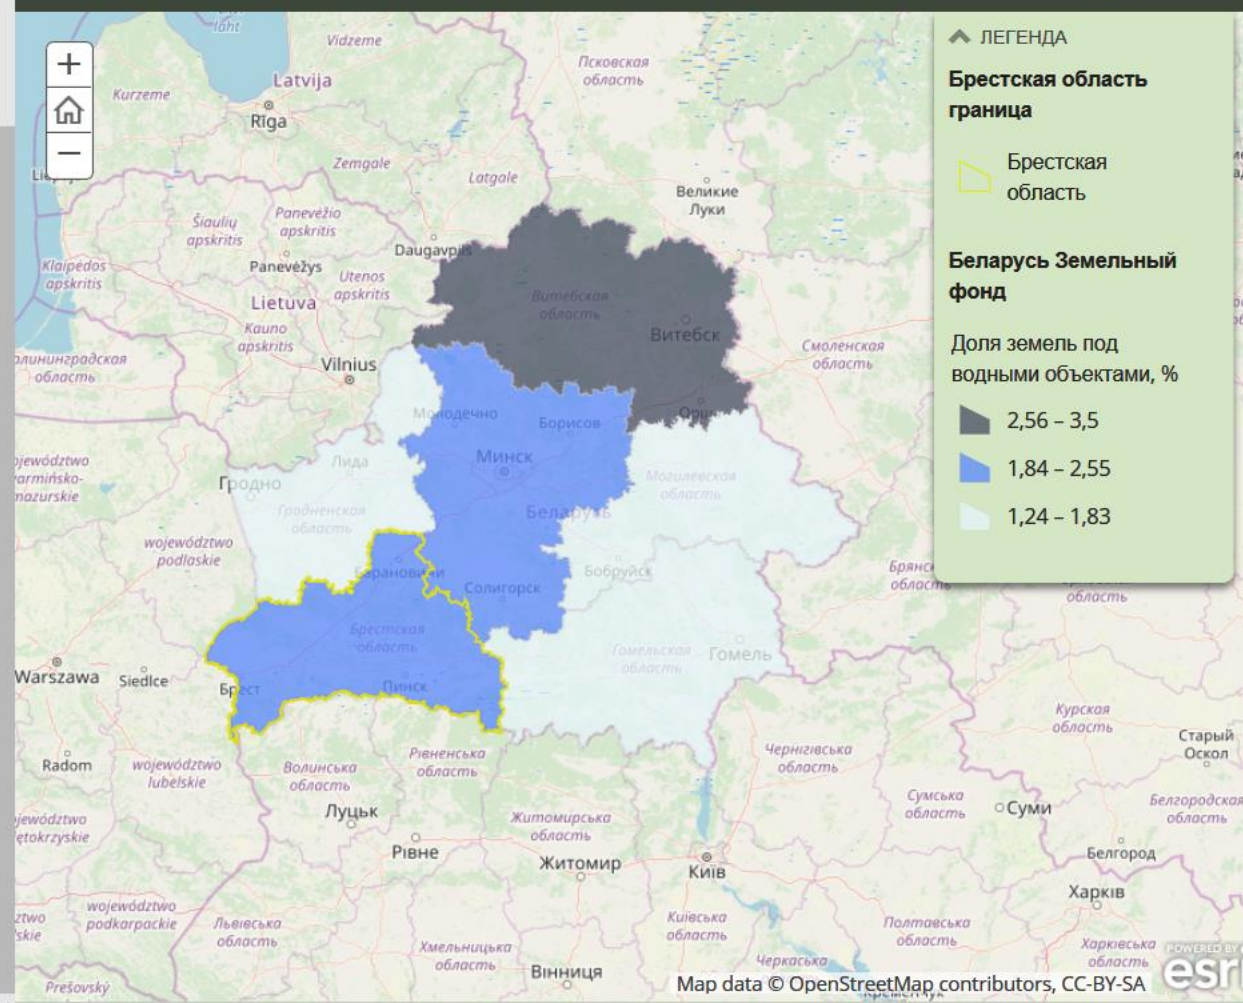 ЛЕГЕНДА
Брестская область
граница
Брестская
область
Беларусь Земельный
фонд
Доля земель под
водными объектами, %
2,56 – 3,5
1,84 – 2,55
1,24 – 1,83
+
−
lāht
Vidzeme
Псковская
область
Latvija
Kurzeme
Rīga
Zemgale
Latgale
Великие
Луки
Šiaulių
apskritis
Panevėžio
apskritis
Daugavpils
Klaipėdos
apskritis
Panevėžys
Utenos
apskritis
Lietuva
Kauno
apskritis
Витебская
область
Витебск
Смоленская
область
Vilnius
Молодечно
Борисов
Орша
Минск
Лида
Гродно
Гродненская
область
Могилевская
область
Беларусь
województwo
podlaskie
Барановичи
Солигорск
Бобруйск
область
область
Брестская
область
Гомельская
область
Гомель
Warszawa
Siedlce
Брест
Пинск
Курская
область
Старый
Оскол
Radom
województwo
lubelskie
Волинська
область
Рівненська
область
Чернігівська
область
Сумська
область
Суми
Белгородская
область
Луцьк
Житомирська
область
Рівне
Житомир
Київ
Белгород
Харків
województwo
podkarpackie
Львівська
область
Київська
область
Полтавська
область
Хмельницька
область
Вінниця
Черкаська
Харківська
область
Prešovský
Map data © OpenStreetMap contributors, CC-BY-SA
POWERED BY
esri